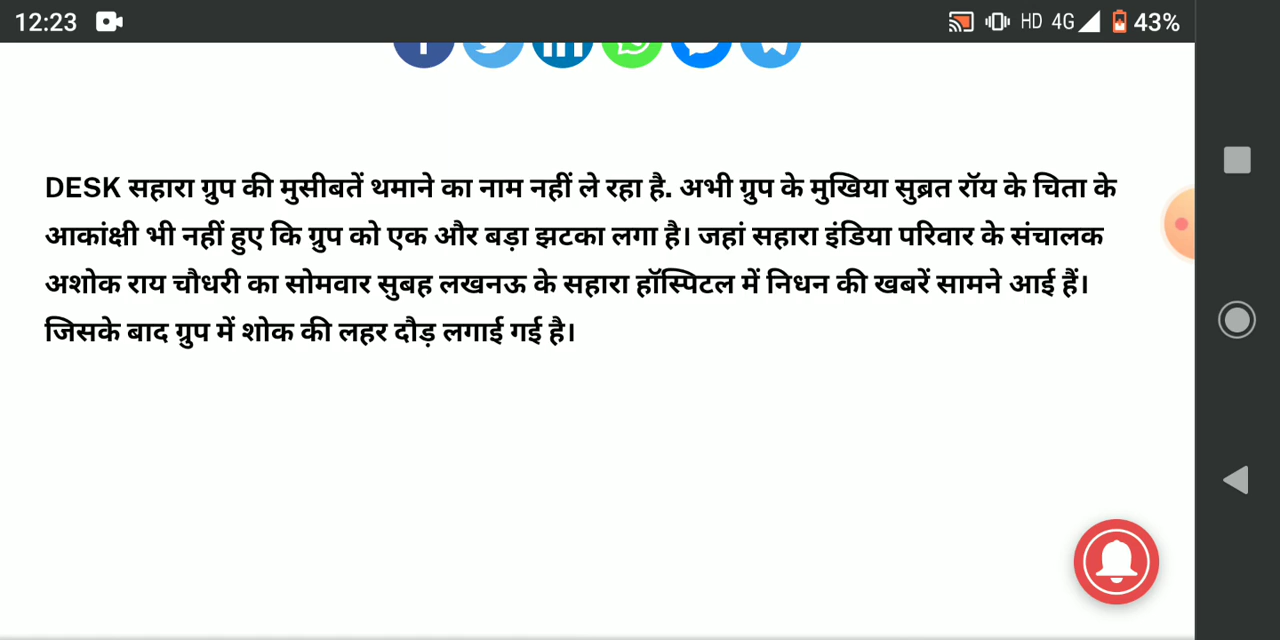 12:23 HD 4G 43%
DESK सहारा ग्रुप की मुसीबतें थमाने का नाम नहीं ले रहा है. अभी ग्रुप के मुखिया सुब्रत रॉय के चिता के
आकांक्षी भी नहीं हुए कि ग्रुप को एक और बड़ा झटका लगा है। जहां सहारा इंडिया परिवार के संचालक
अशोक राय चौधरी का सोमवार सुबह लखनऊ के सहारा हॉस्पिटल में निधन की खबरें सामने आई हैं।
जिसके बाद ग्रुप में शोक की लहर दौड़ लगाई गई है।